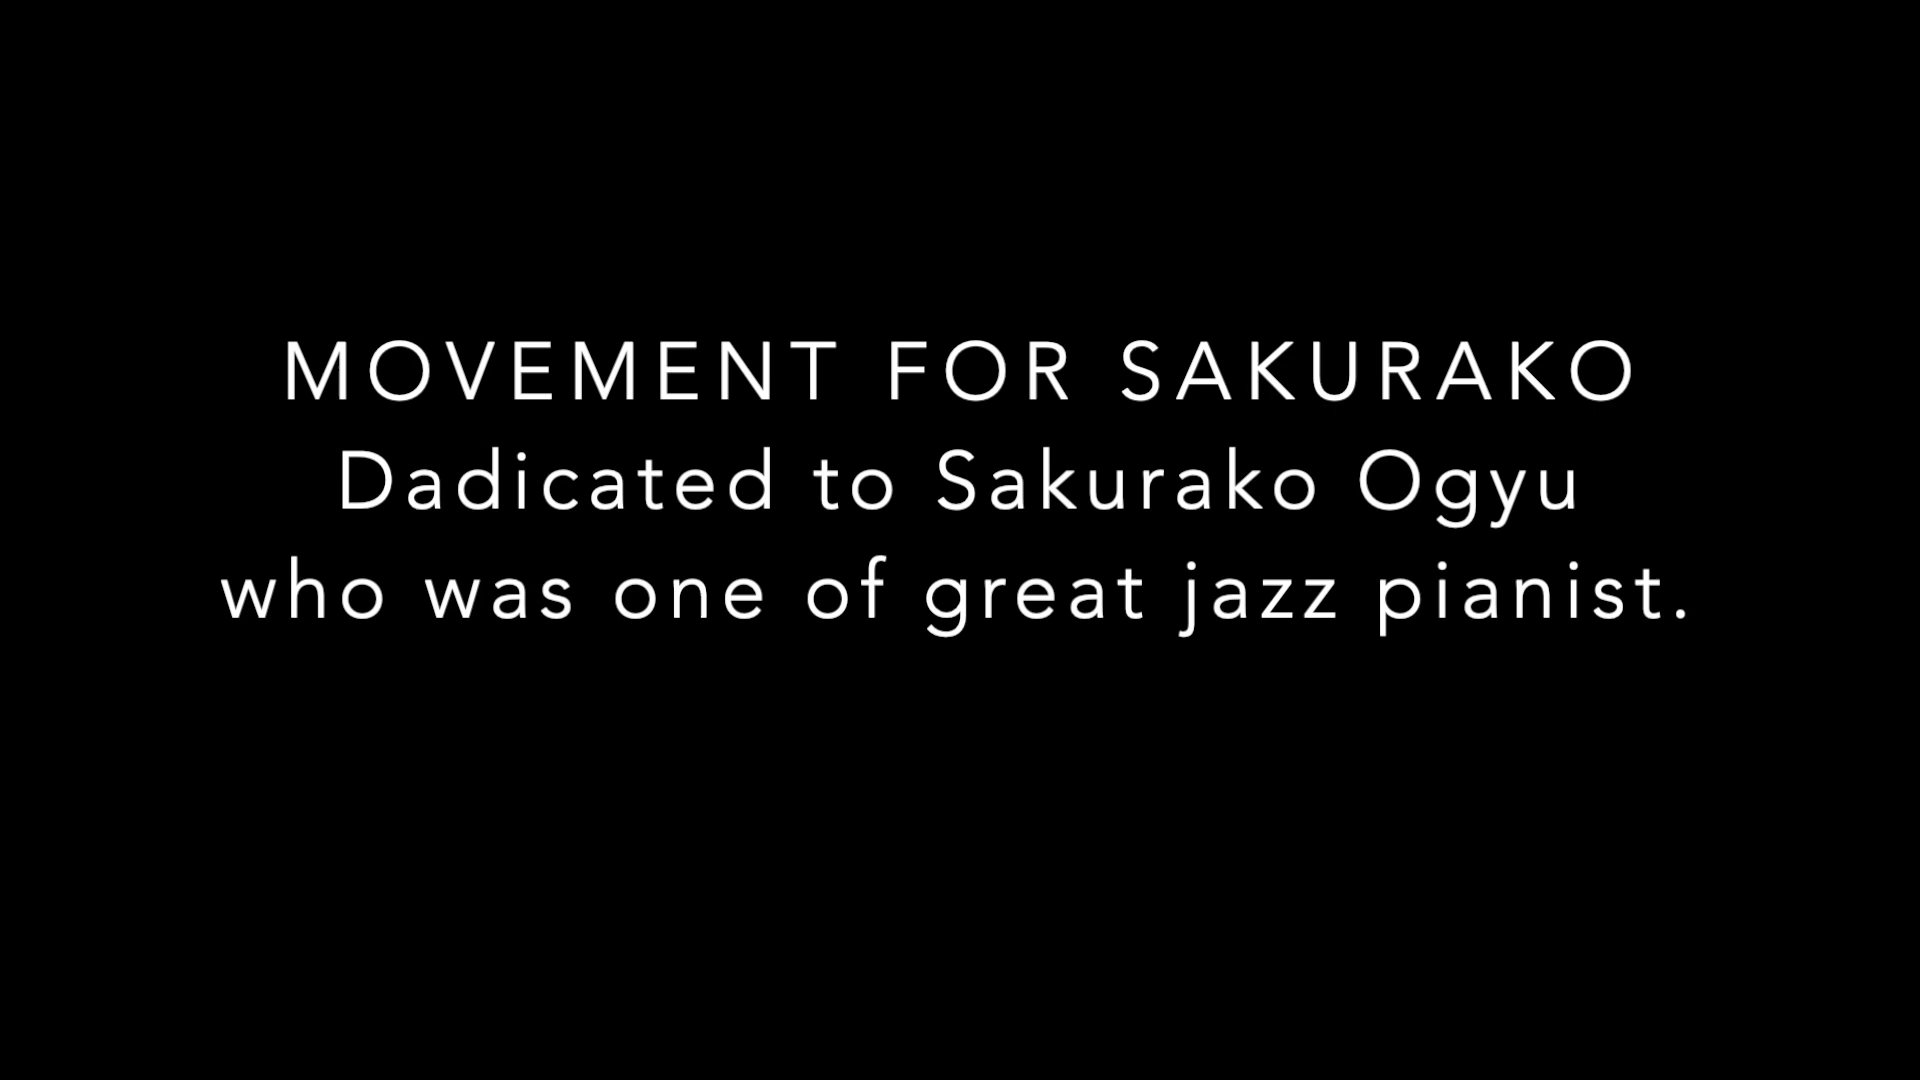 MOVEMENT FOR SAKURAKO
Dadicated to Sakurako Ogyu
who was one of great jazz pianist.